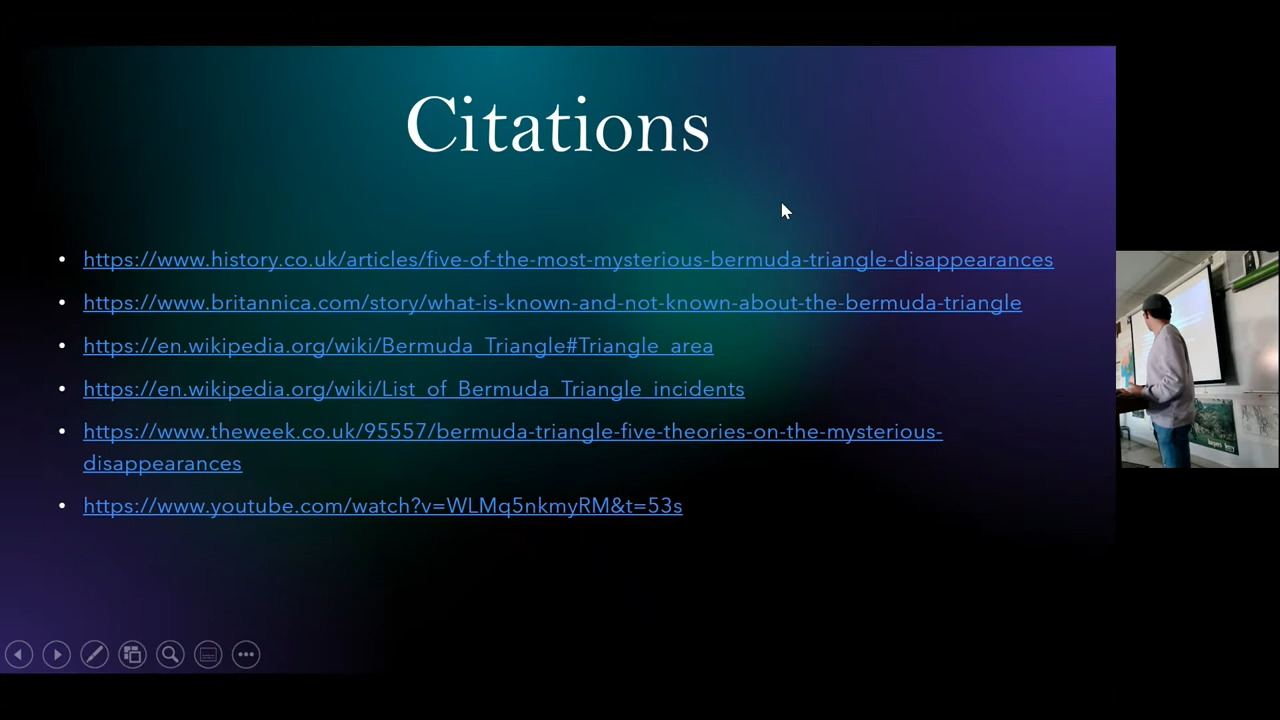 Citations
https://www.history.co.uk/articles/five-of-the-most-mysterious-bermuda-triangle-disappearances
https://www.britannica.com/story/what-is-known-and-not-known-about-the-bermuda-triangle
https://en.wikipedia.org/wiki/Bermuda_Triangle#Triangle_area
https://en.wikipedia.org/wiki/List_of_Bermuda_Triangle_incidents
https://www.theweek.co.uk/95557/bermuda-triangle-five-theories-on-the-mysterious-
disappearances
https://www.youtube.com/watch?v=WLMq5nkmyRM&t=53s